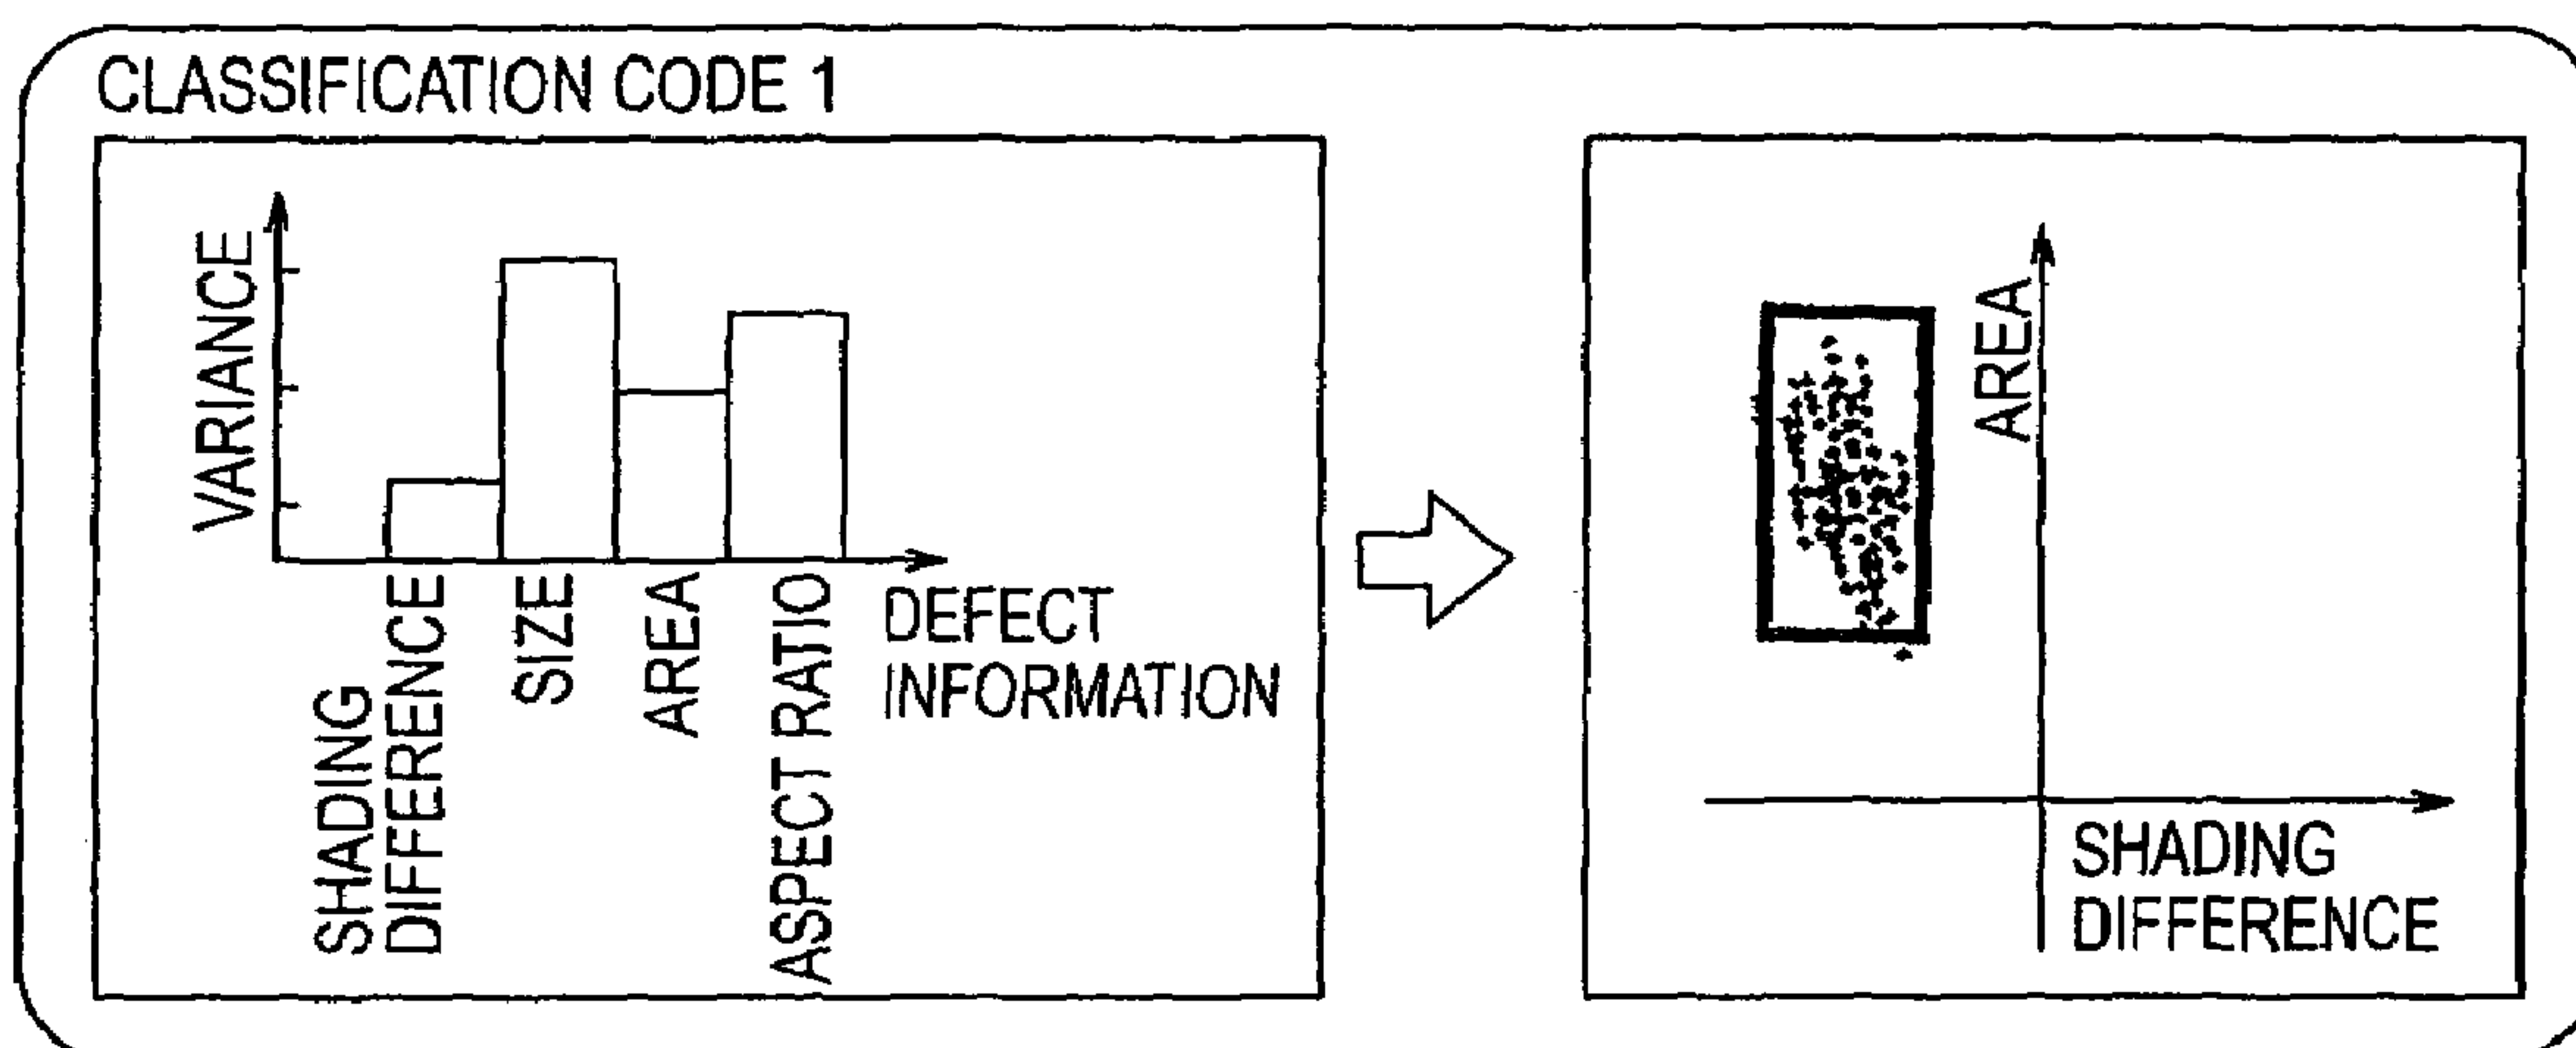 CLASSIFICATION CODE 1
VARIANCE
SHADING
DIFFERENCE
SIZE
AREA
ASPECT RATIO
DEFECT
INFORMATION
AREA
SHADING
DIFFERENCE